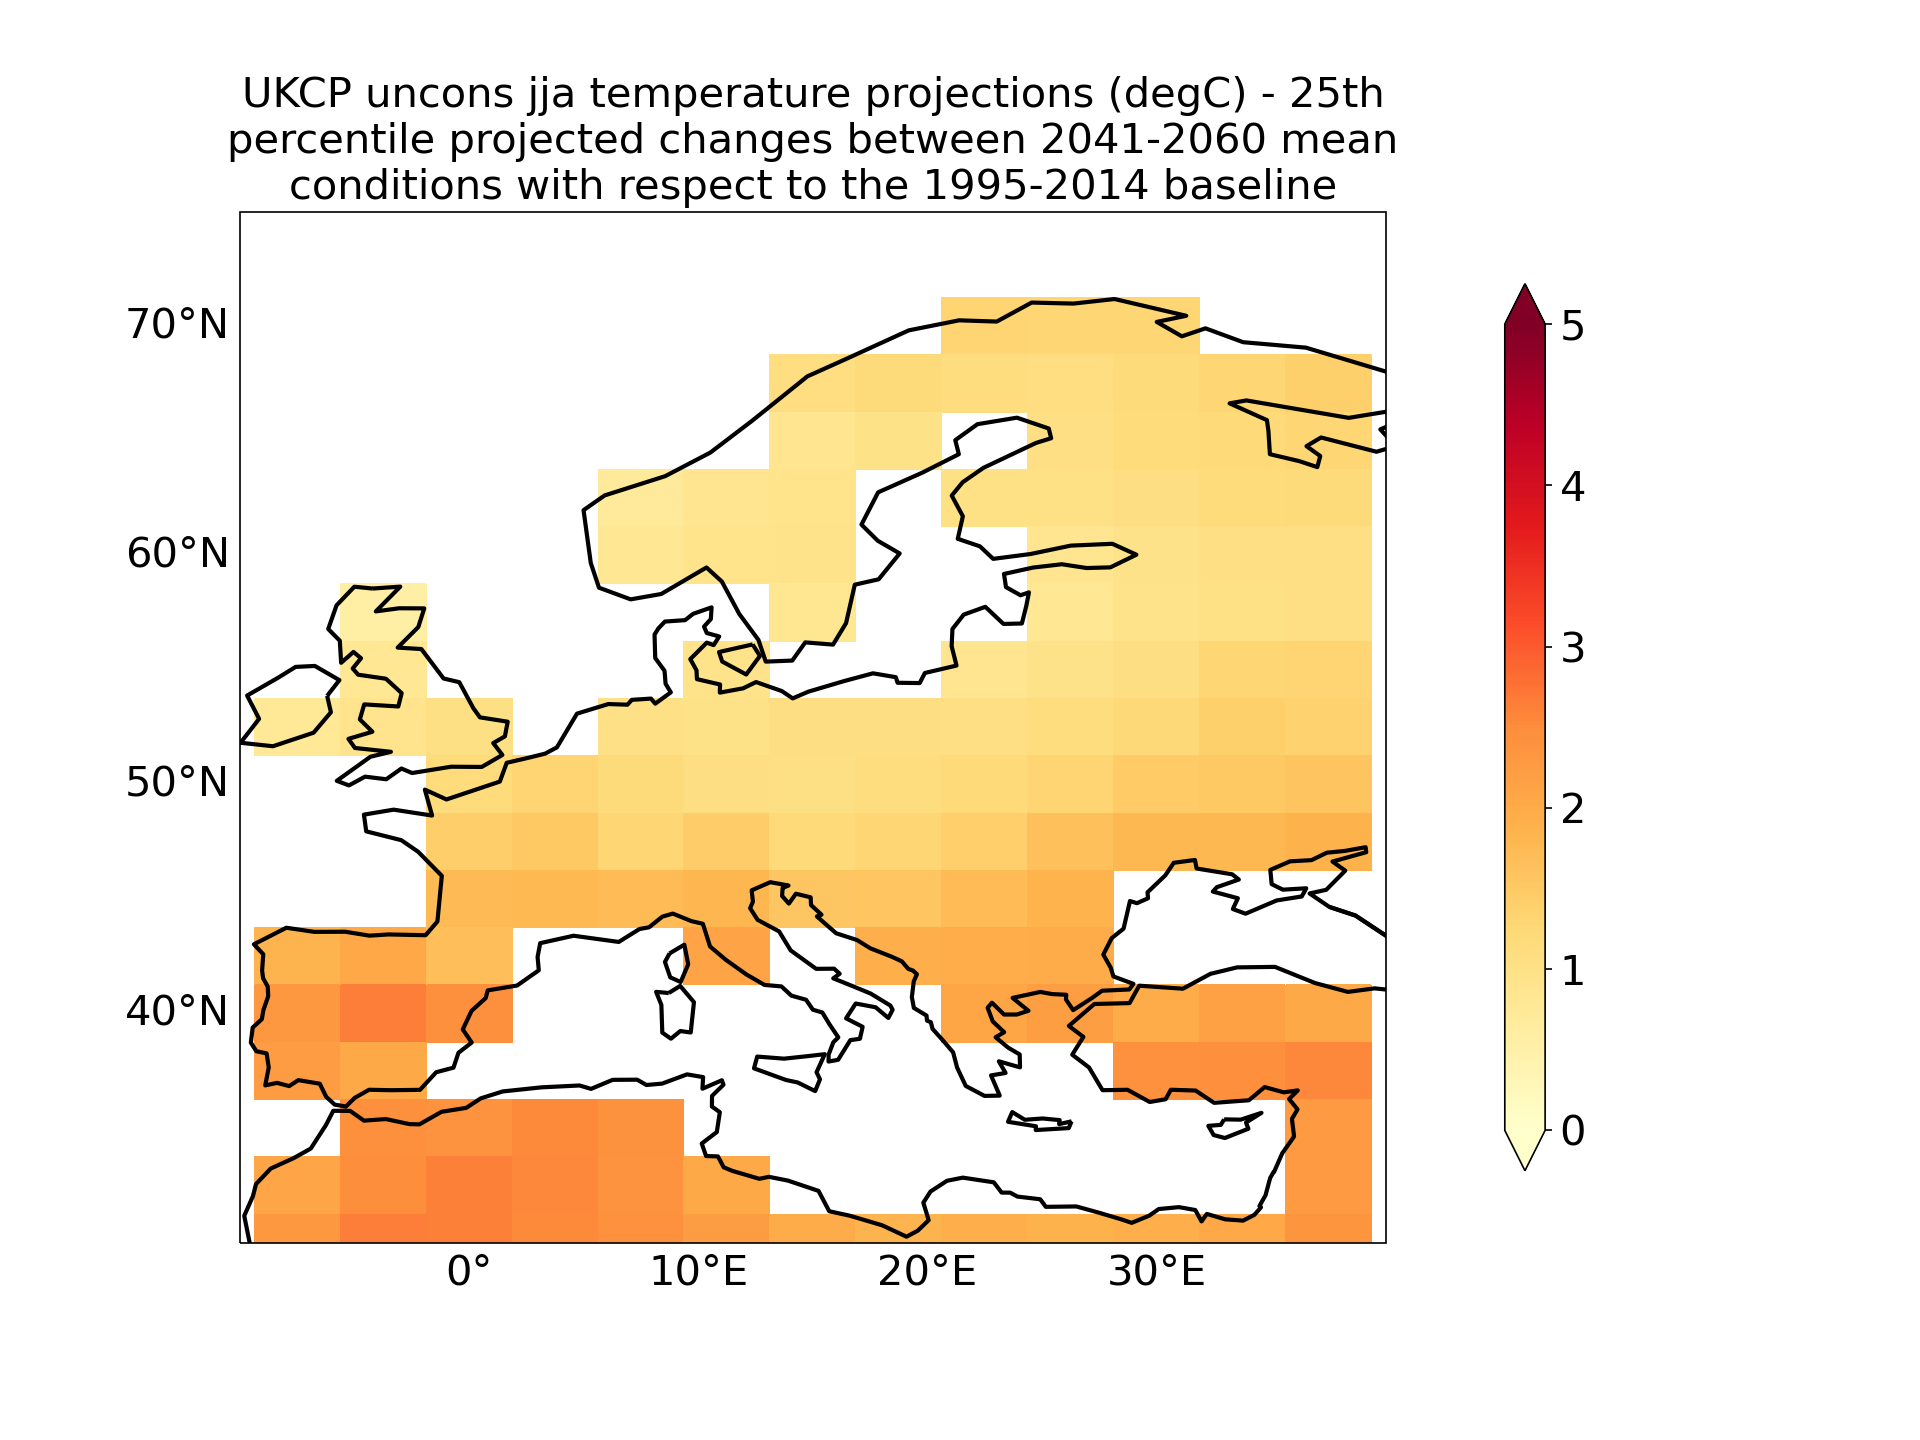 UKCP uncons jja temperature projections (degC) - 25th
percentile projected changes between 2041-2060 mean
conditions with respect to the 1995-2014 baseline
70°N
60°N
50°N
40°N
0°
10°E
20°E
30°E
5
4
3
2
1
0